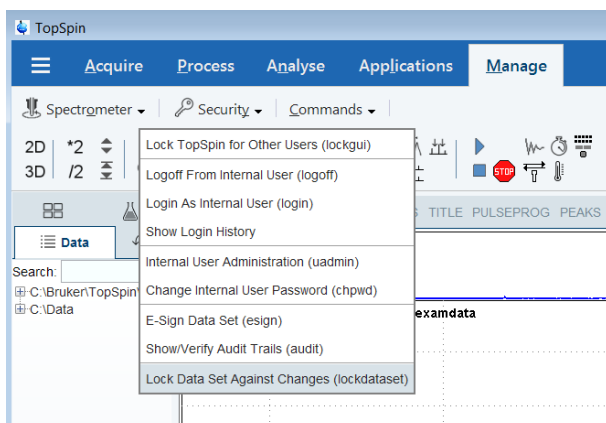 TopSpin
Acquire Process Analyse Applications Manage
Spectrometer Security Commands
2D *2
3D /2
Lock TopSpin for Other Users (lockgui)
Logoff From Internal User (logoff)
Login As Internal User (login)
Show Login History
Internal User Administration (uadmin)
Change Internal User Password (chpwd)
E-Sign Data Set (esign)
Show/Verify Audit Trails (audit)
Lock Data Set Against Changes (lockdataset)
STOP
TITLE PULSEPROG PEAKS
Data
Search:
C:\Bruker\TopSpin
C:\Data
examdata